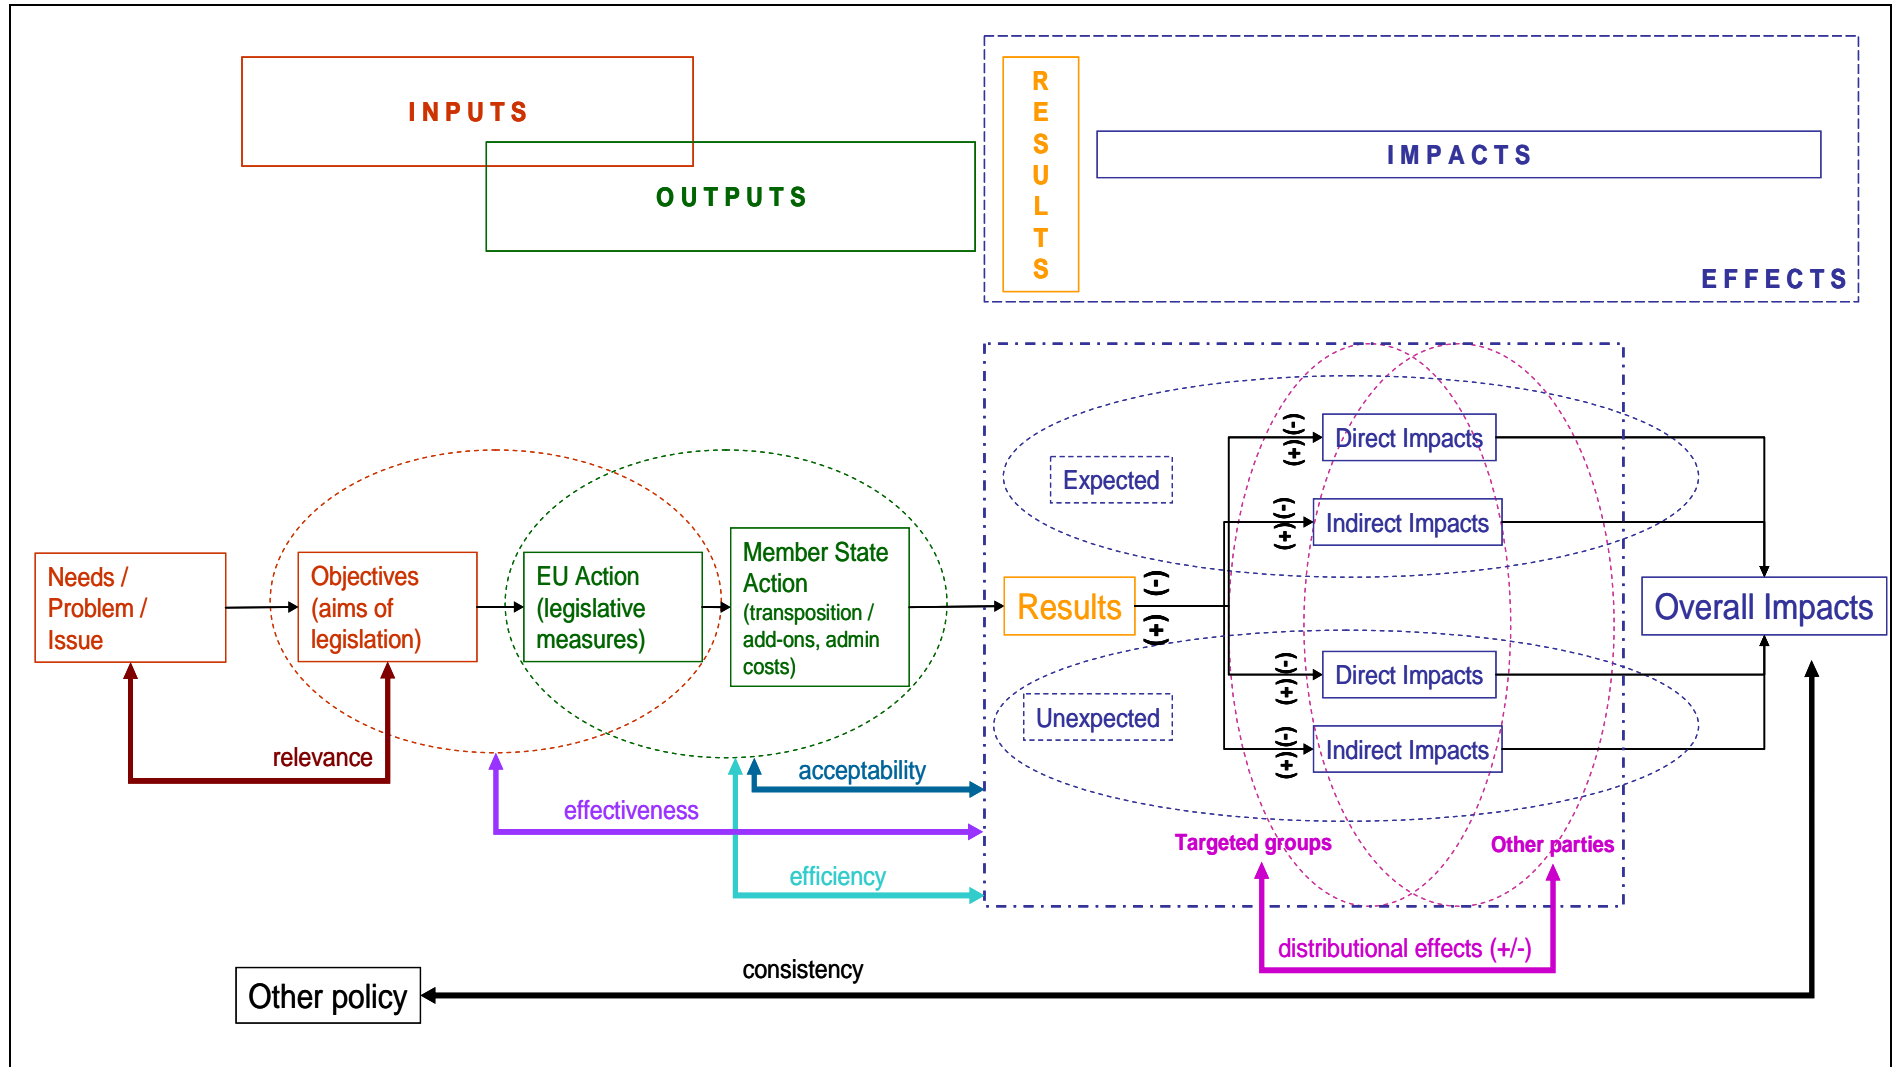 INPUTS
OUTPUTS
RESULTS
IMPACTS
EFFECTS
Needs /
Problem /
Issue
Objectives
(aims of
legislation)
EU Action
(legislative
measures)
Member State
Action
(transposition /
add-ons, admin
costs)
Results
(-)
(+)
Expected
(-)
(+)
Direct Impacts
(-)
(+)
Indirect Impacts
Unexpected
(-)
(+)
Direct Impacts
(-)
(+)
Indirect Impacts
Overall Impacts
relevance
acceptability
effectiveness
efficiency
Targeted groups
Other parties
distributional effects (+/-)
consistency
Other policy